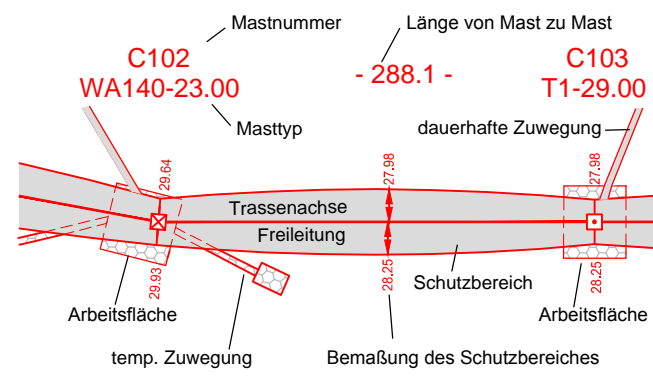 Mastnummer
Länge von Mast zu Mast
C102
WA140-23.00
- 288.1 -
C103
T1-29.00
Masttyp
dauerhafte Zuwegung
29.64
27.98
27.98
Trassenachse
Freileitung
29.93
28.25
28.25
Schutzbereich
Arbeitsfläche
Arbeitsfläche
temp. Zuwegung
Bemaßung des Schutzbereiches